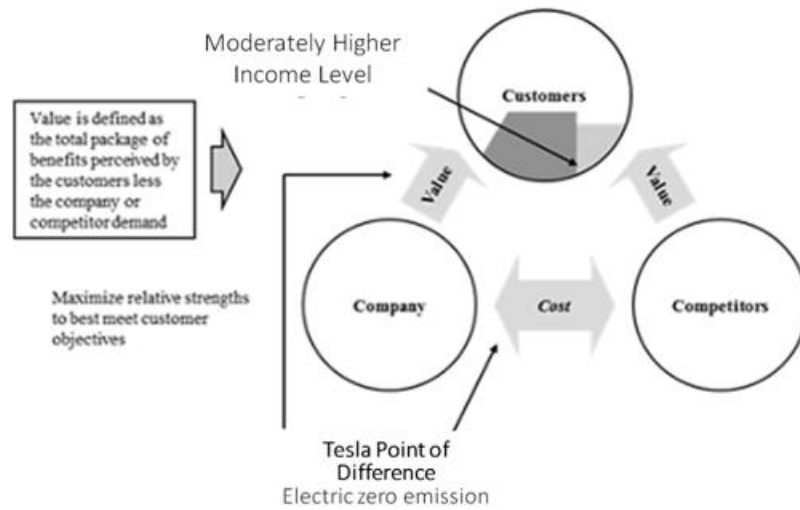 Moderately Higher
Income Level
Customers
Value is defined as
the total package of
benefits perceived by
the customers less
the company or
competitor demand
Value
Value
Maximize relative strengths
to best meet customer
objectives
Company
Cost
Competitors
Tesla Point of
Difference
Electric zero emission